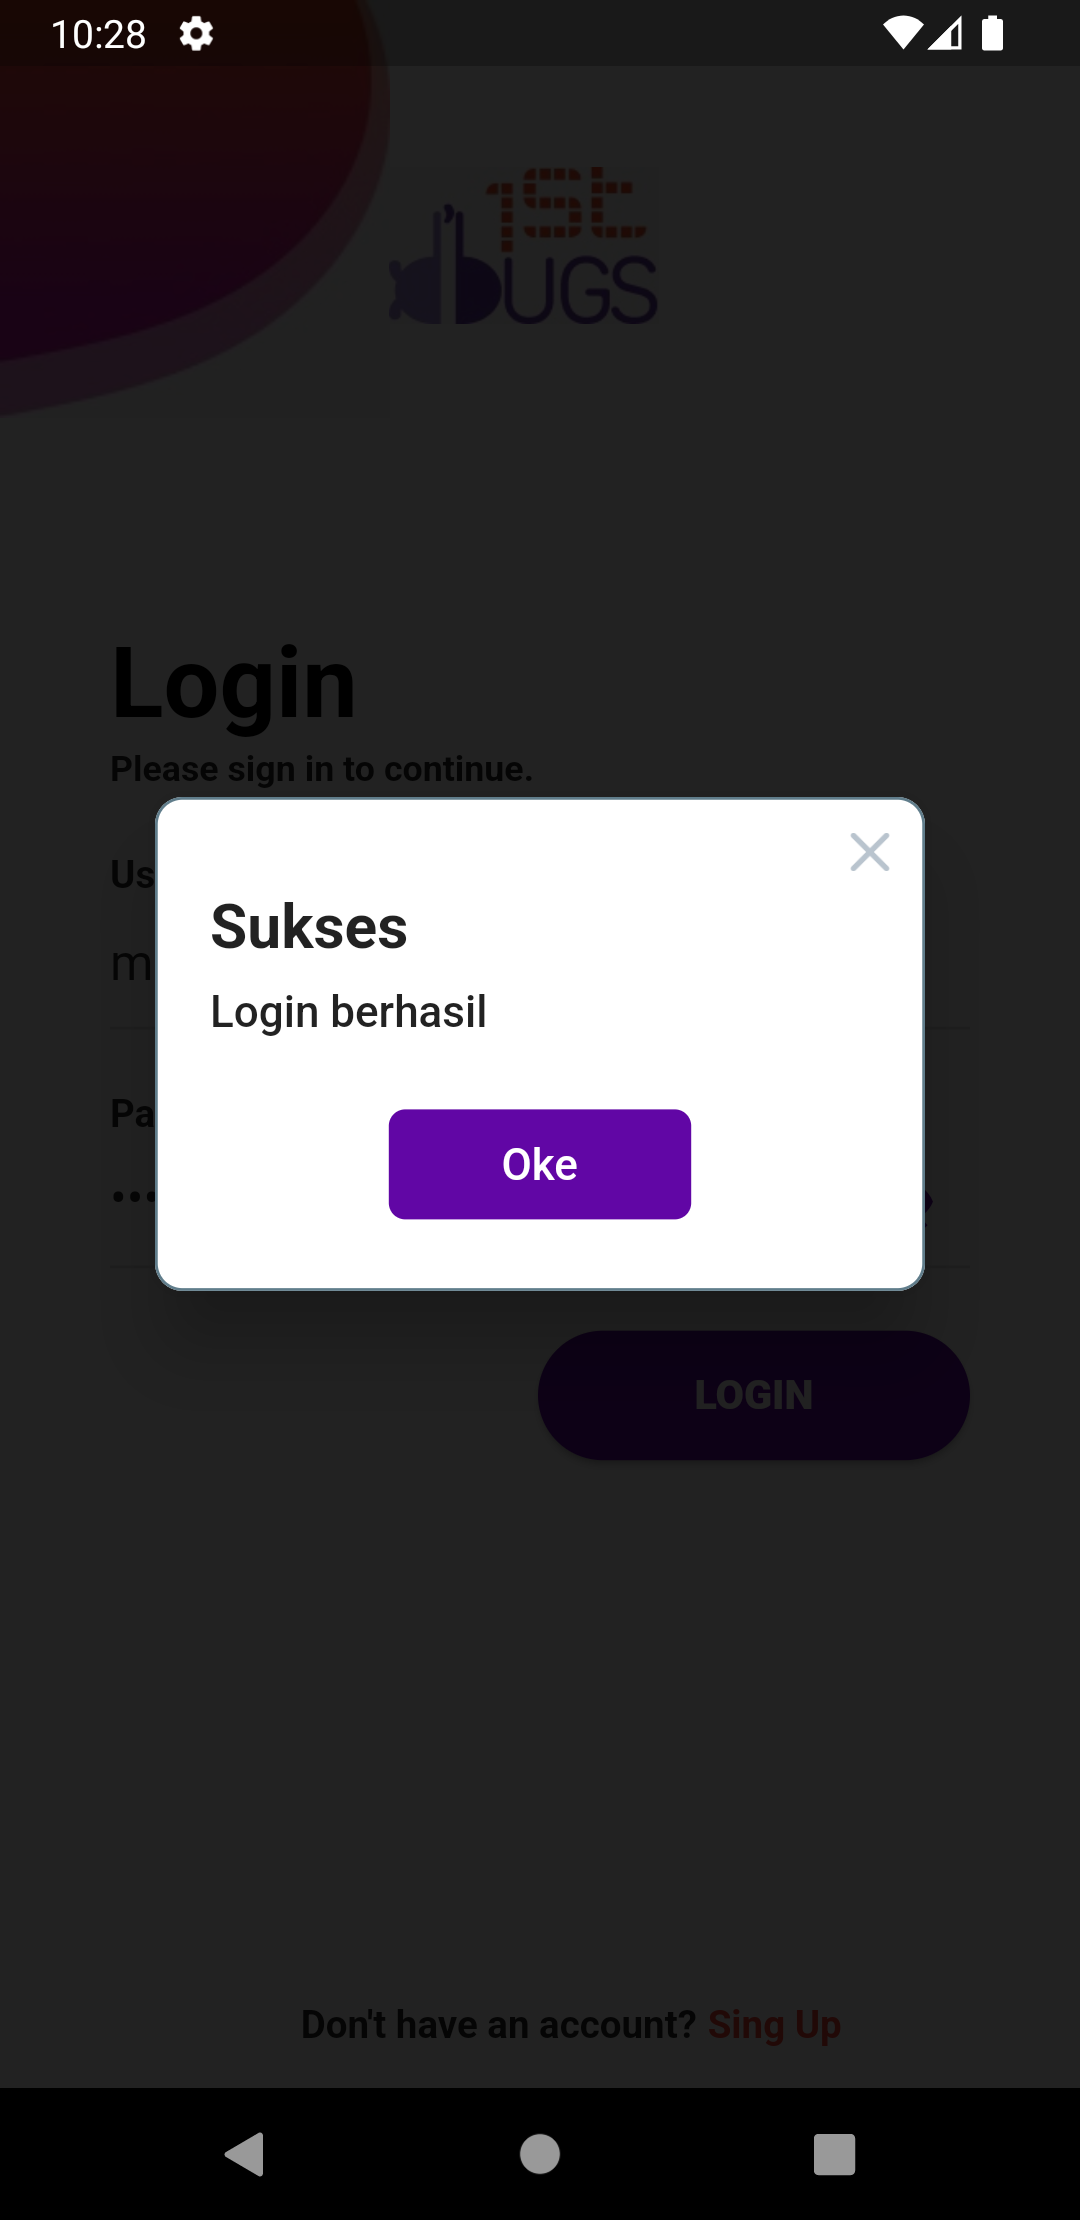 10:28
1St
bUGS
Login
Please sign in to continue.
Us
m
Sukses
Login berhasil
Pa
Oke
LOGIN
Don't have an account? Sing Up